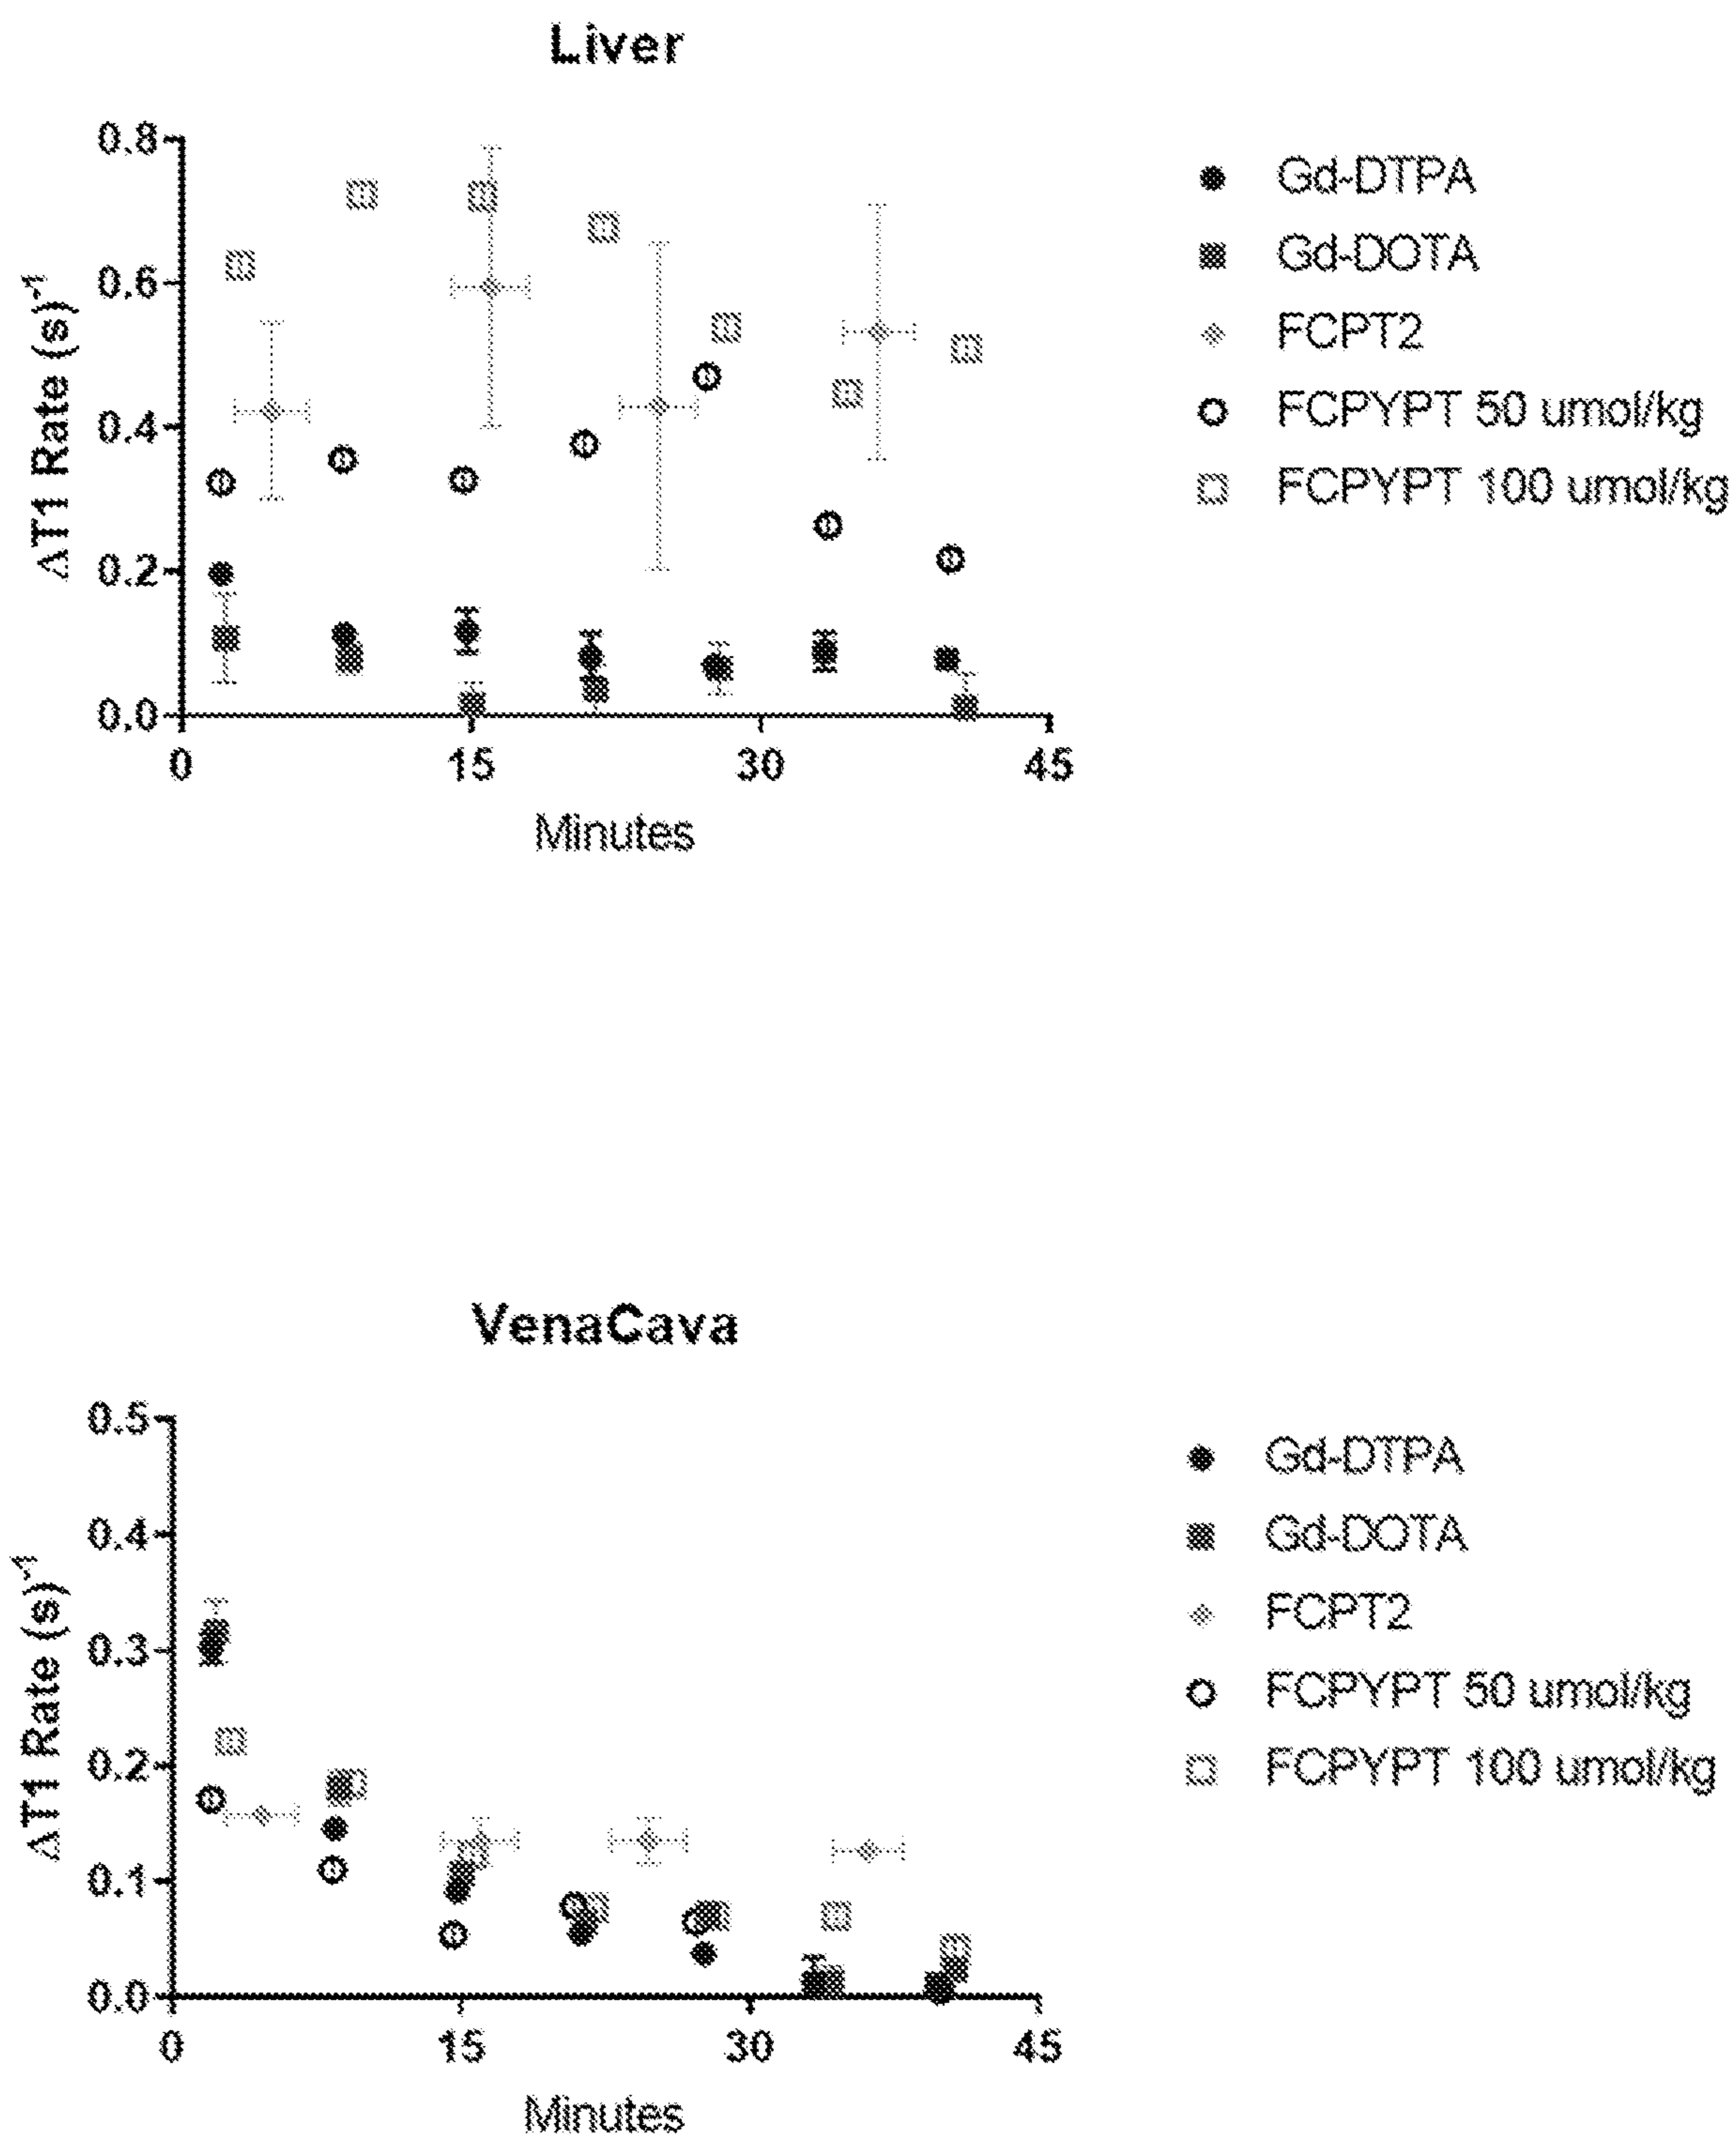 Liver
ΔT1 Rate (s)⁻¹
0.8
0.6
0.4
0.2
0.0
0 15 30 45
Minutes
Gd-DTPA
Gd-DOTA
FCPT2
FCPYPT 50 umol/kg
FCPYPT 100 umol/kg
VenaCava
ΔT1 Rate (s)⁻¹
0.5
0.4
0.3
0.2
0.1
0.0
0 15 30 45
Minutes
Gd-DTPA
Gd-DOTA
FCPT2
FCPYPT 50 umol/kg
FCPYPT 100 umol/kg